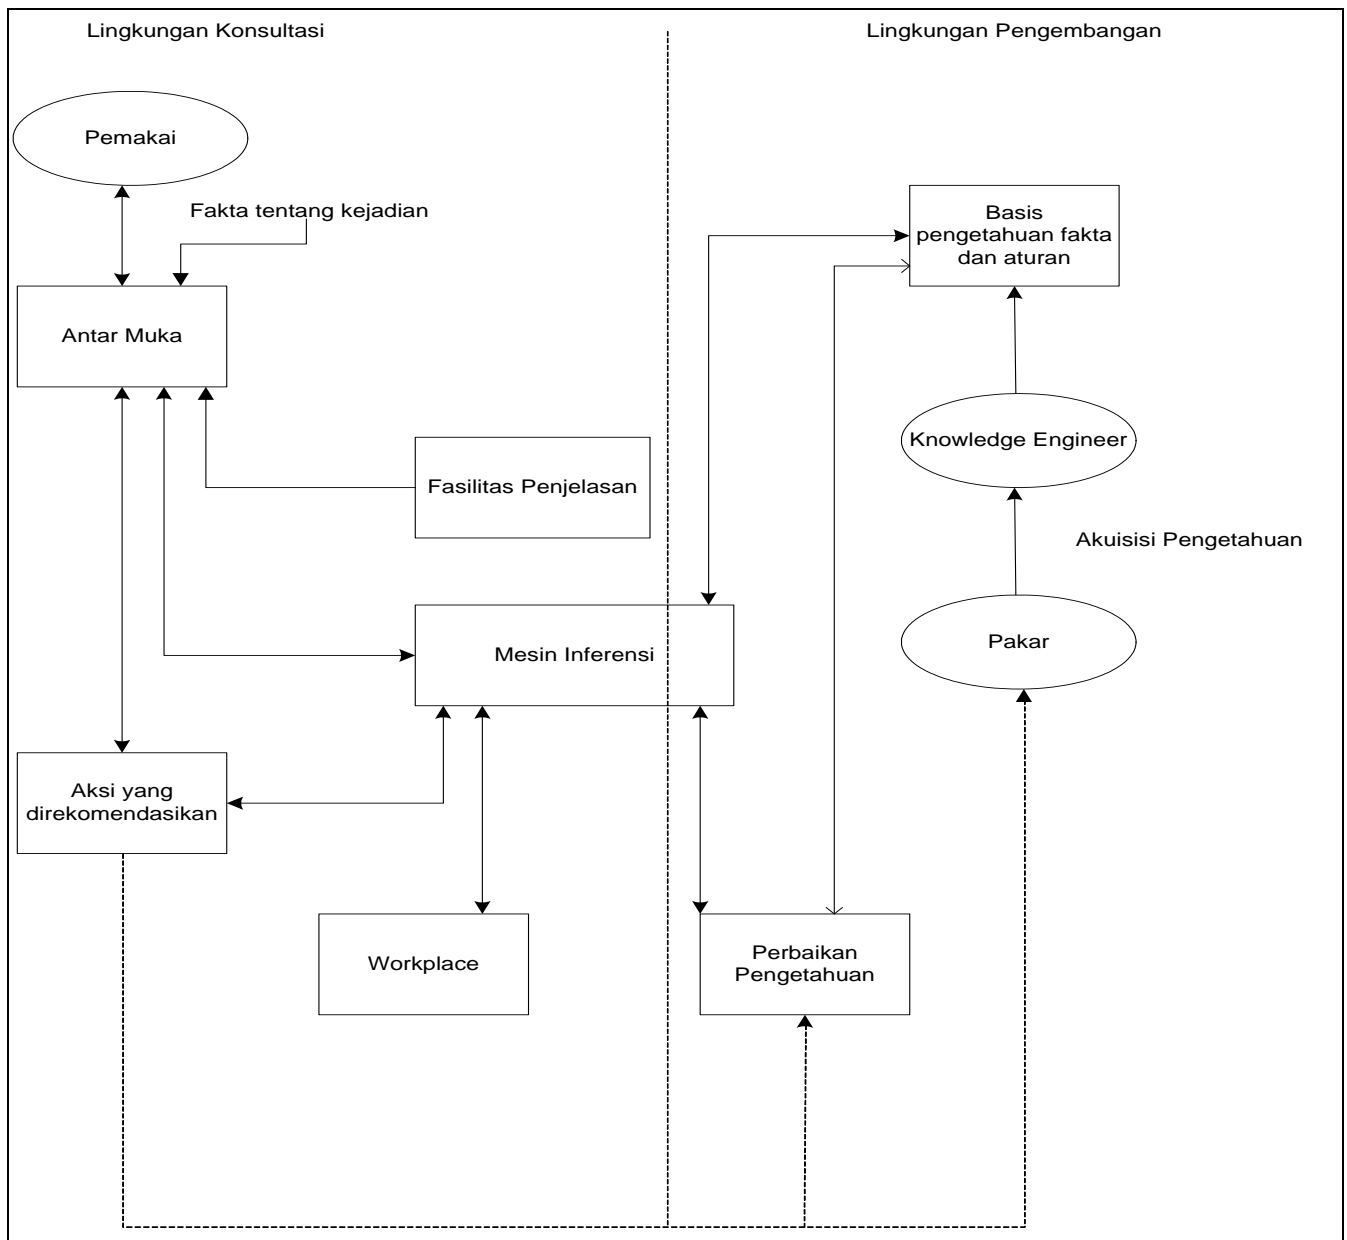 Lingkungan Konsultasi
Lingkungan Pengembangan
Pemakai
Fakta tentang kejadian
Basis
pengetahuan fakta
dan aturan
Antar Muka
Knowledge Engineer
Fasilitas Penjelasan
Akuisisi Pengetahuan
Mesin Inferensi
Pakar
Aksi yang
direkomendasikan
Workplace
Perbaikan
Pengetahuan